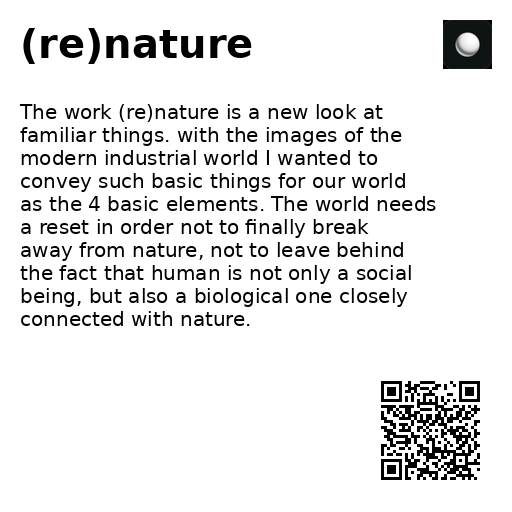 (re)nature
The work (re)nature is a new look at
familiar things. with the images of the
modern industrial world I wanted to
convey such basic things for our world
as the 4 basic elements. The world needs
a reset in order not to finally break
away from nature, not to leave behind
the fact that human is not only a social
being, but also a biological one closely
connected with nature.